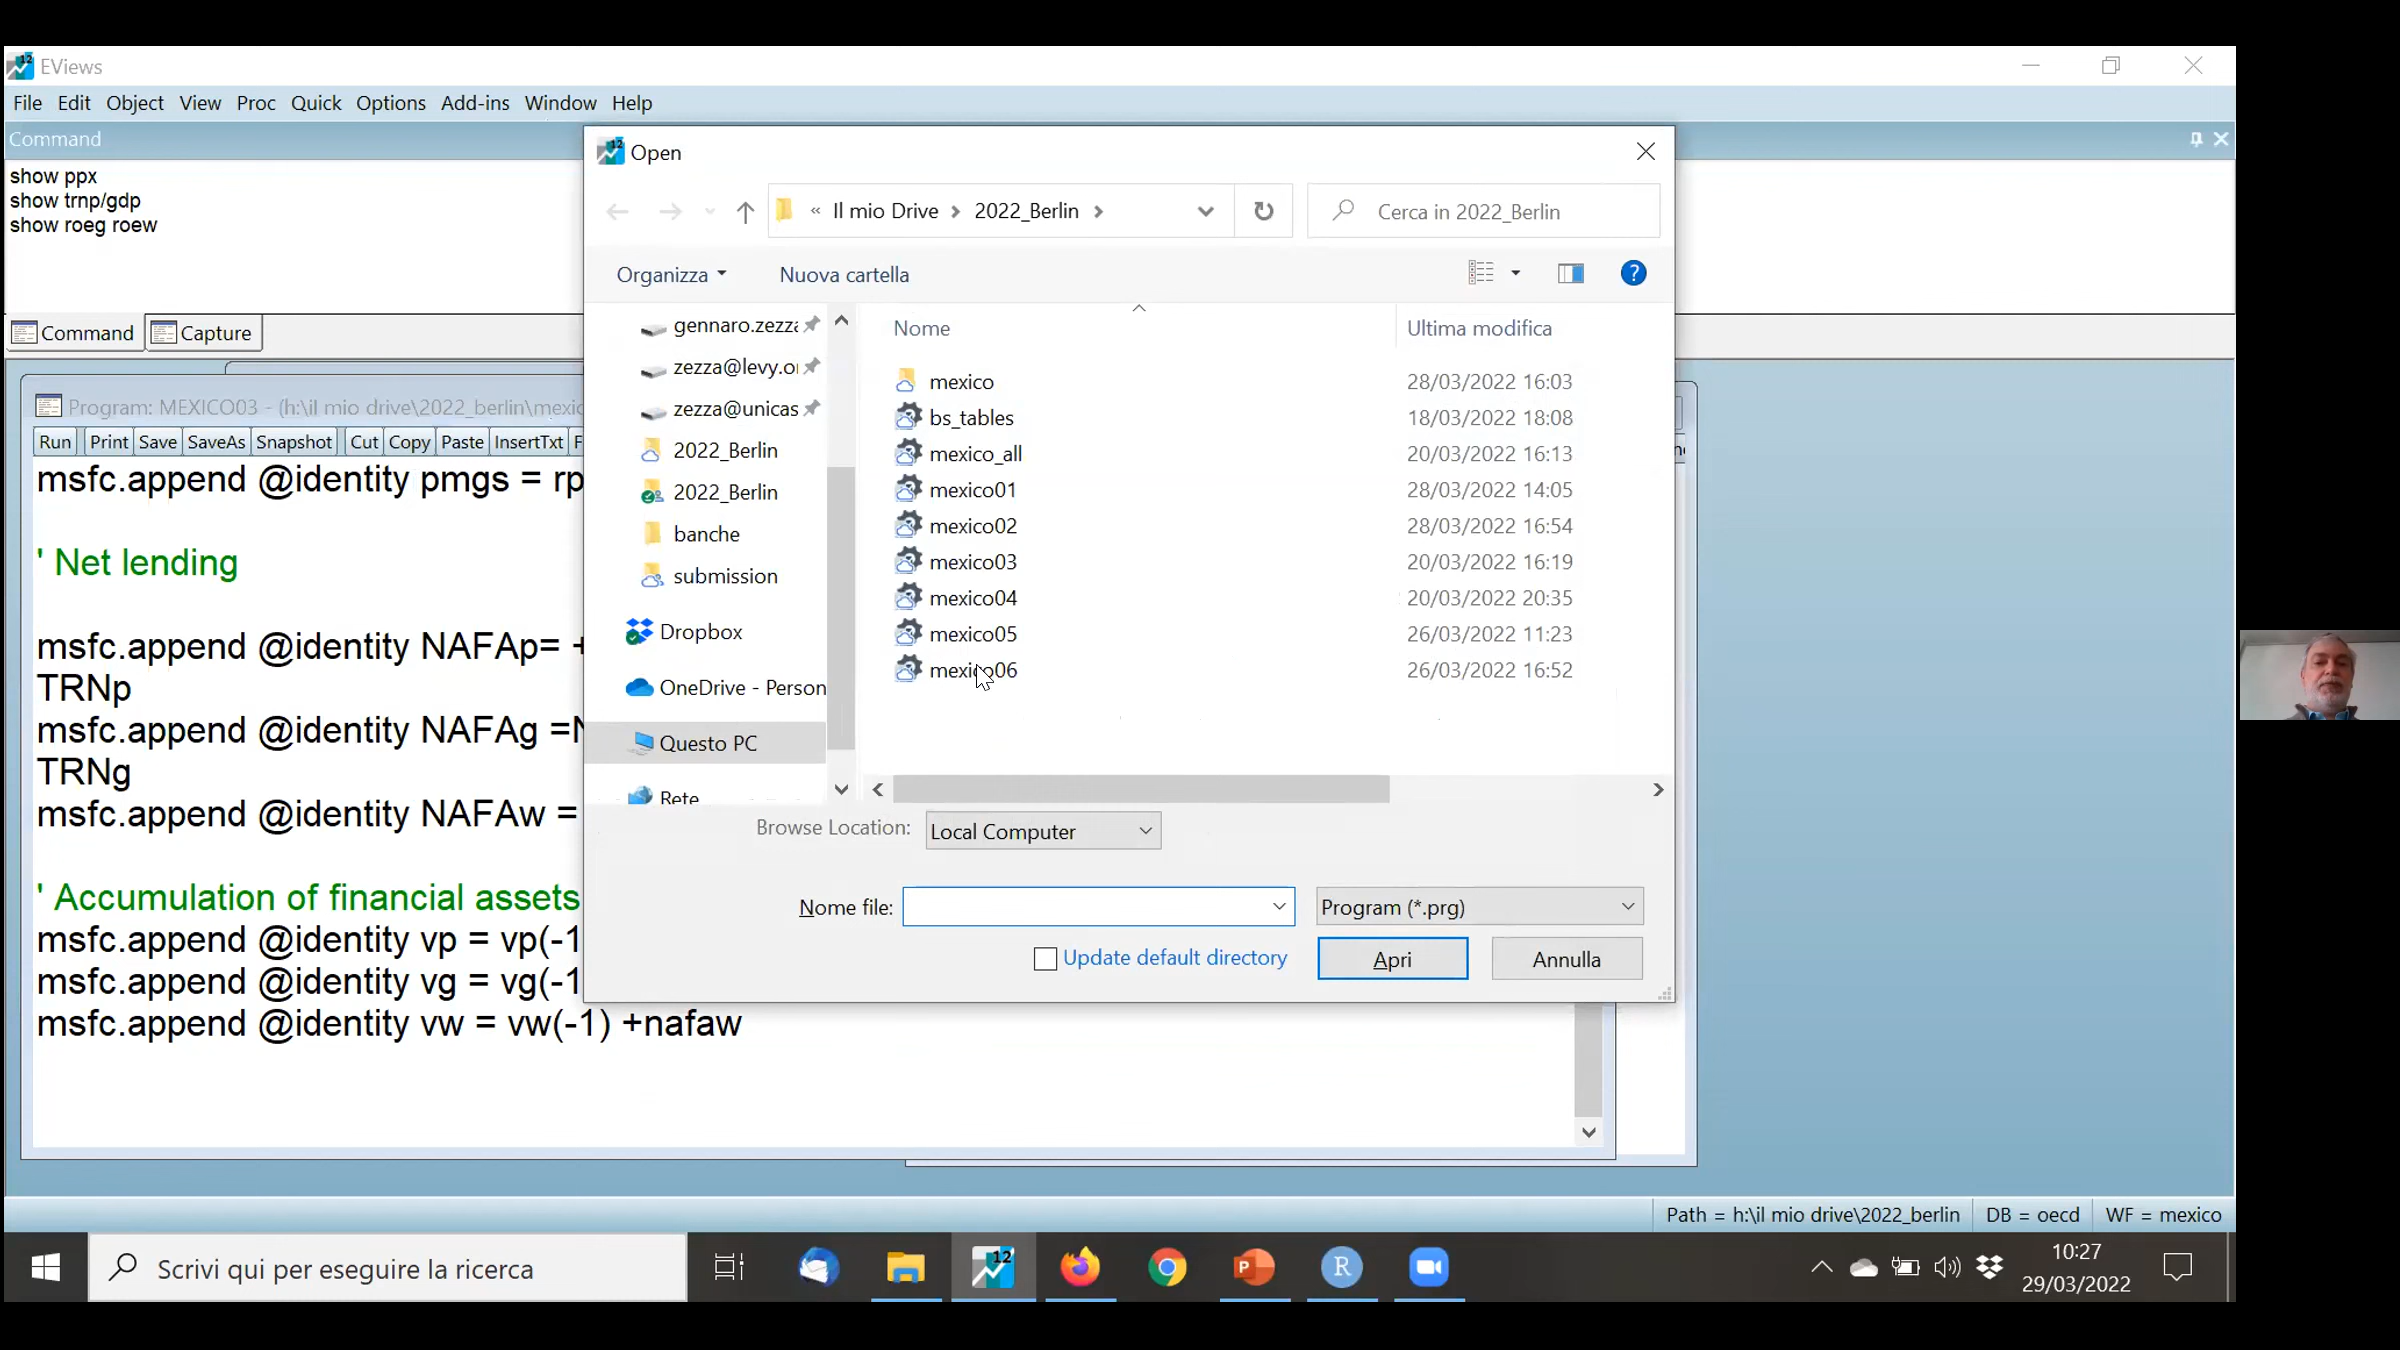 EViews
File Edit Object View Proc Quick Options Add-ins Window Help
Command
show ppx
show trnp/gdp
show roeg roew
Command Capture
Program: MEXICO03 - (h:\il mio drive\2022_berlin\mexic
Run Print Save SaveAs Snapshot Cut Copy Paste InsertTxt F
msfc.append @identity pmgs = rp
' Net lending
msfc.append @identity NAFAp= +
TRNp
msfc.append @identity NAFAg =N
TRNg
msfc.append @identity NAFAw =
' Accumulation of financial assets
msfc.append @identity vp = vp(-1
msfc.append @identity vg = vg(-1
msfc.append @identity vw = vw(-1) +nafaw
Open
« Il mio Drive > 2022_Berlin >
Cerca in 2022_Berlin
Organizza Nuova cartella
gennaro.zezza
zezza@levy.or
zezza@unicas
2022_Berlin
2022_Berlin
banche
submission
Dropbox
OneDrive - Person
Questo PC
Rete
Nome Ultima modifica
mexico 28/03/2022 16:03
bs_tables 18/03/2022 18:08
mexico_all 20/03/2022 16:13
mexico01 28/03/2022 14:05
mexico02 28/03/2022 16:54
mexico03 20/03/2022 16:19
mexico04 20/03/2022 20:35
mexico05 26/03/2022 11:23
mexico06 26/03/2022 16:52
Browse Location: Local Computer
Nome file: Program (*.prg)
Update default directory Apri Annulla
Path = h:\il mio drive\2022_berlin DB = oecd WF = mexico
Scrivi qui per eseguire la ricerca
12
10:27
29/03/2022